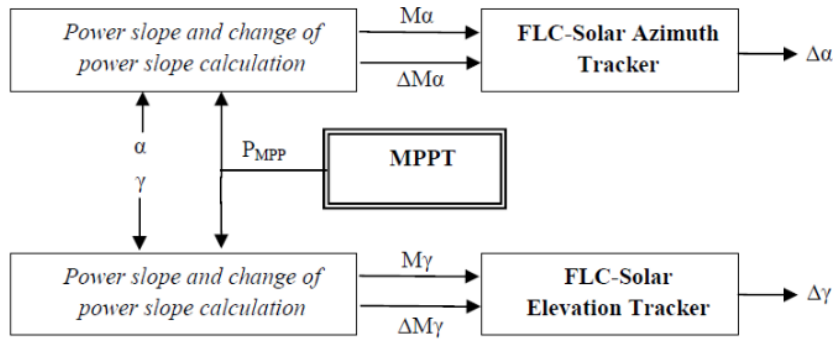 Power slope and change of
power slope calculation
Mα
ΔMα
FLC-Solar Azimuth
Tracker
Δα
α
γ
P_MPP
MPPT
Power slope and change of
power slope calculation
Mγ
ΔMγ
FLC-Solar
Elevation Tracker
Δγ